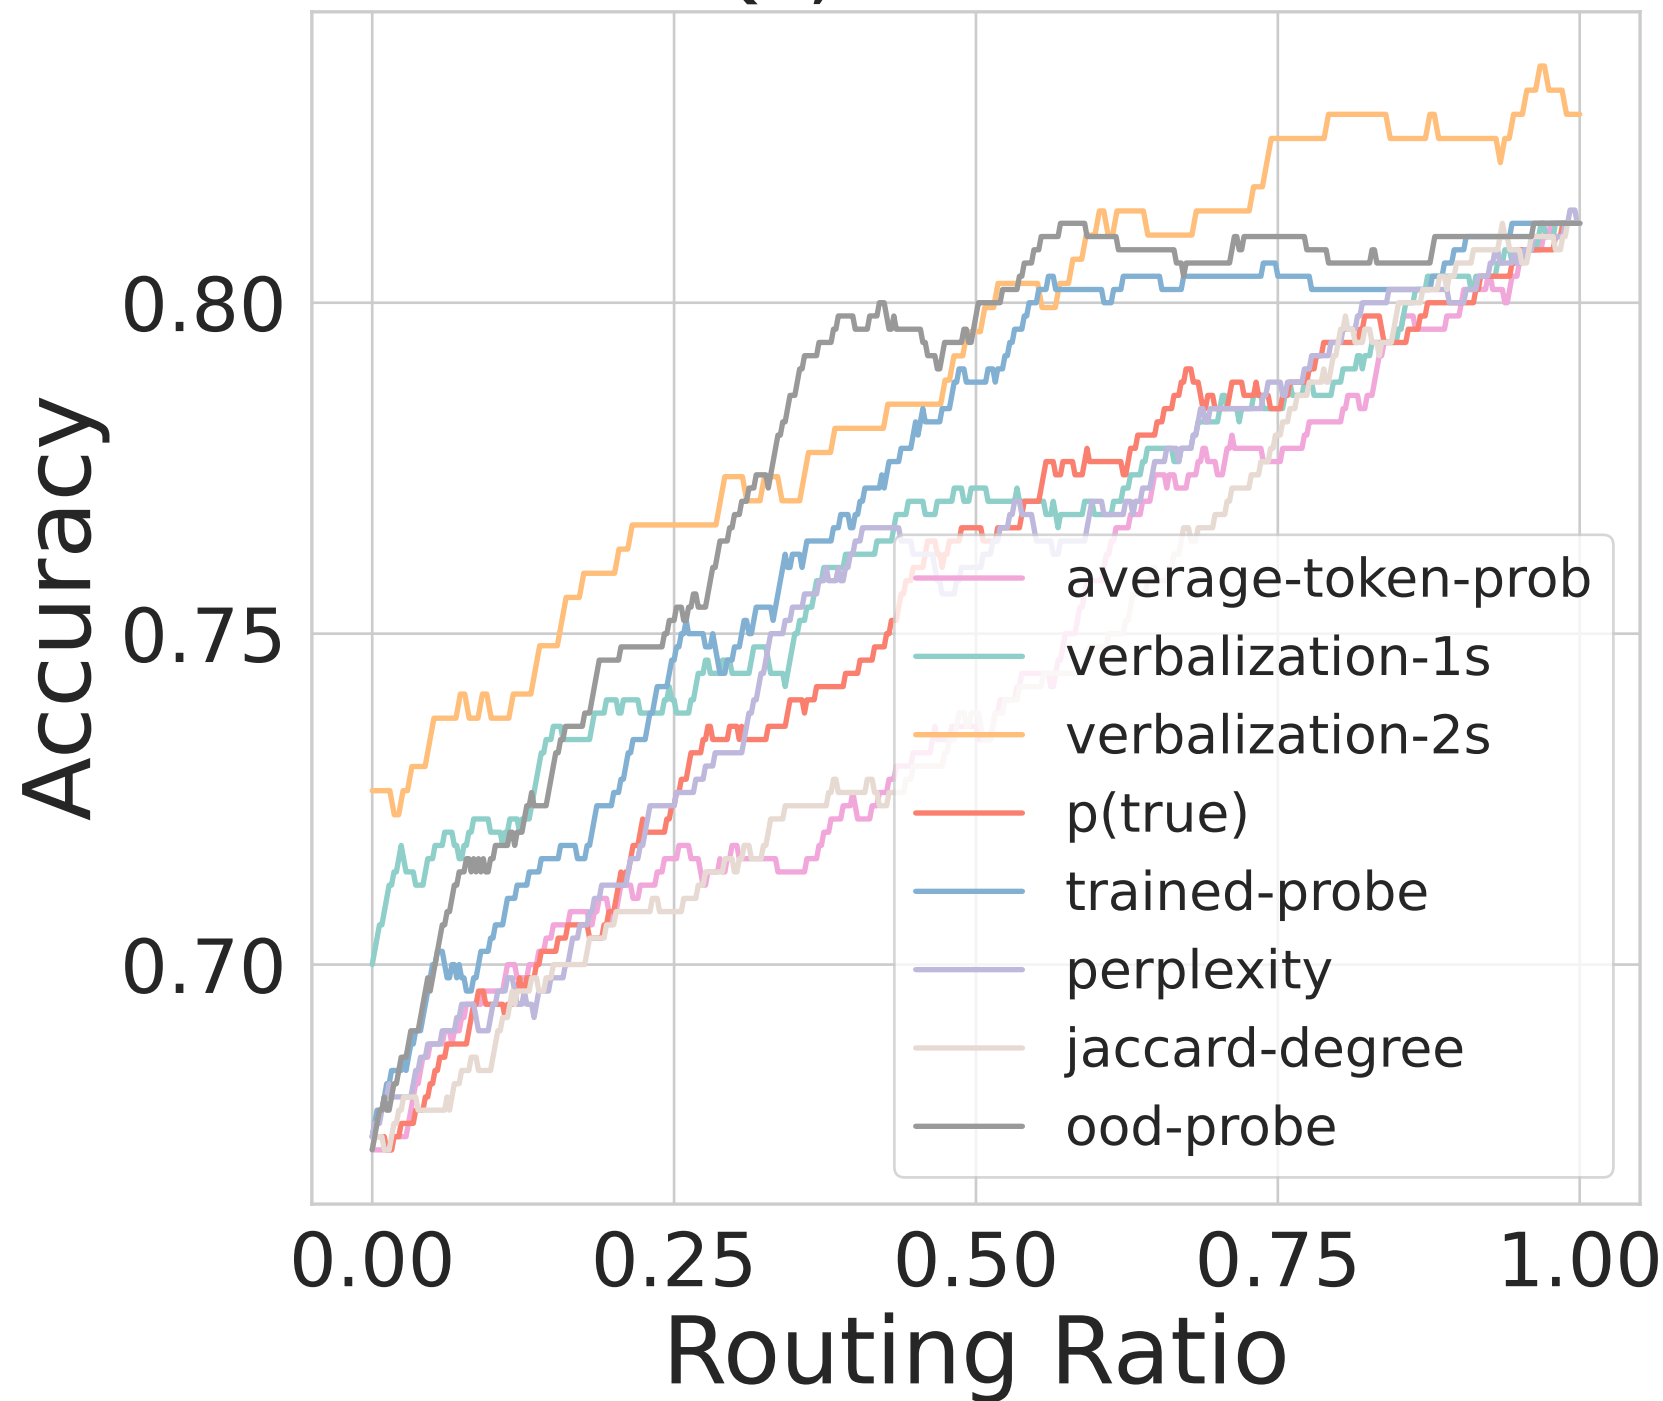 Accuracy
0.80
0.75
0.70
average-token-prob
verbalization-1s
verbalization-2s
p(true)
trained-probe
perplexity
jaccard-degree
ood-probe
0.00 0.25 0.50 0.75 1.00
Routing Ratio